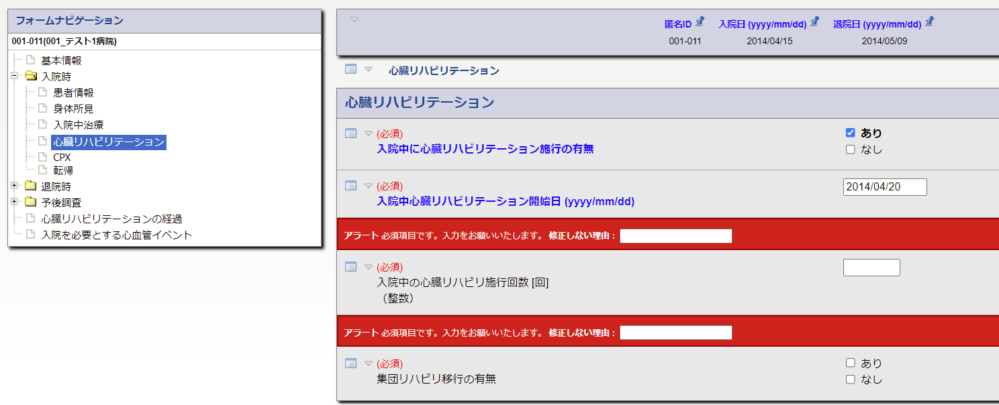 フォームナビゲーション
001-011(001_テスト1病院)
基本情報
入院時
患者情報
身体所見
入院中治療
心臓リハビリテーション
CPX
転帰
退院時
予後調査
心臓リハビリテーションの経過
入院を必要とする心血管イベント
匿名ID 入院日 (yyyy/mm/dd) 退院日 (yyyy/mm/dd)
001-011 2014/04/15 2014/05/09
心臓リハビリテーション
心臓リハビリテーション
(必須) あり
入院中に心臓リハビリテーション施行の有無 なし
(必須) 2014/04/20
入院中心臓リハビリテーション開始日 (yyyy/mm/dd)
アラート 必須項目です。入力をお願いいたします。 修正しない理由：
(必須)
入院中の心臓リハビリ施行回数 [回]
（整数）
アラート 必須項目です。入力をお願いいたします。 修正しない理由：
(必須) あり
集団リハビリ移行の有無 なし